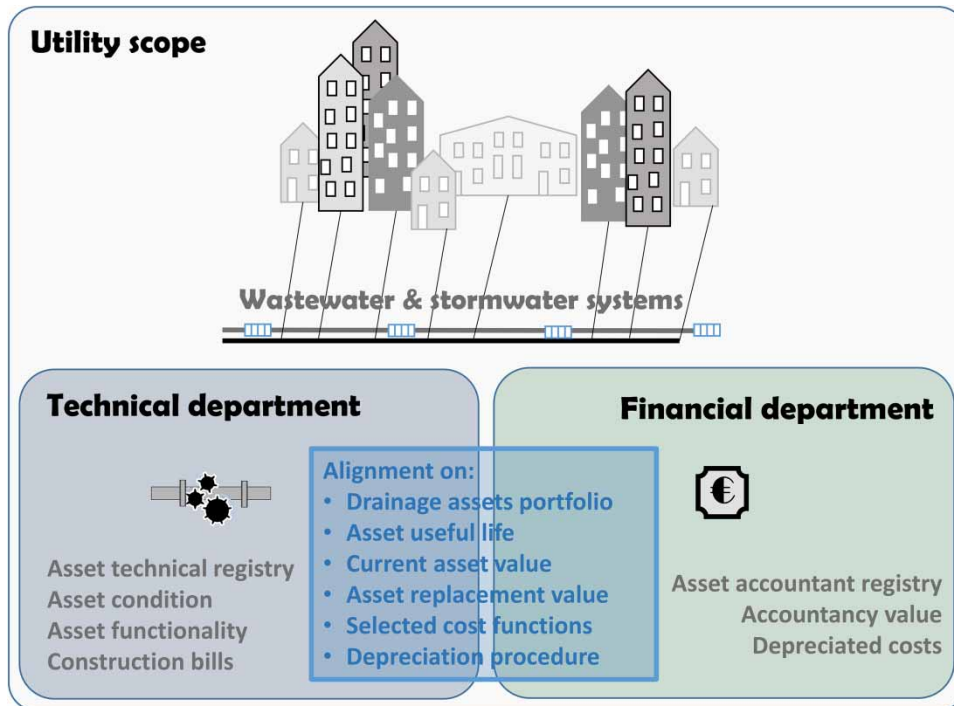 Utility scope
Wastewater & stormwater systems
Technical department
Asset technical registry
Asset condition
Asset functionality
Construction bills
Alignment on:
• Drainage assets portfolio
• Asset useful life
• Current asset value
• Asset replacement value
• Selected cost functions
• Depreciation procedure
Financial department
€
Asset accountant registry
Accountancy value
Depreciated costs